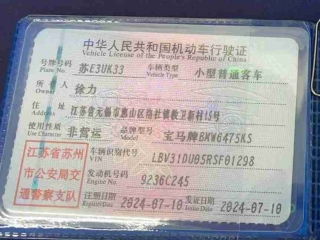 中华人民共和国机动车行驶证
Vehicle License of the People's Republic of China
号牌号码 苏E3UK33 车辆类型 小型普通客车
Plate No. Vehicle Type
所有人 徐力
Owner
住 址 江苏省无锡市惠山区洛社镇教卫新村15号
Address
使用性质 非营运 品牌型号 宝马牌BMW6475KS
Use Character Model
江苏省苏州
市公安局交
通警察支队
车辆识别代号 LBV31DU05RSF01298
VIN
发动机号码 9236C245
Engine No.
注册日期 2024-07-10 发证日期 2024-07-10
Register Date Issue Date